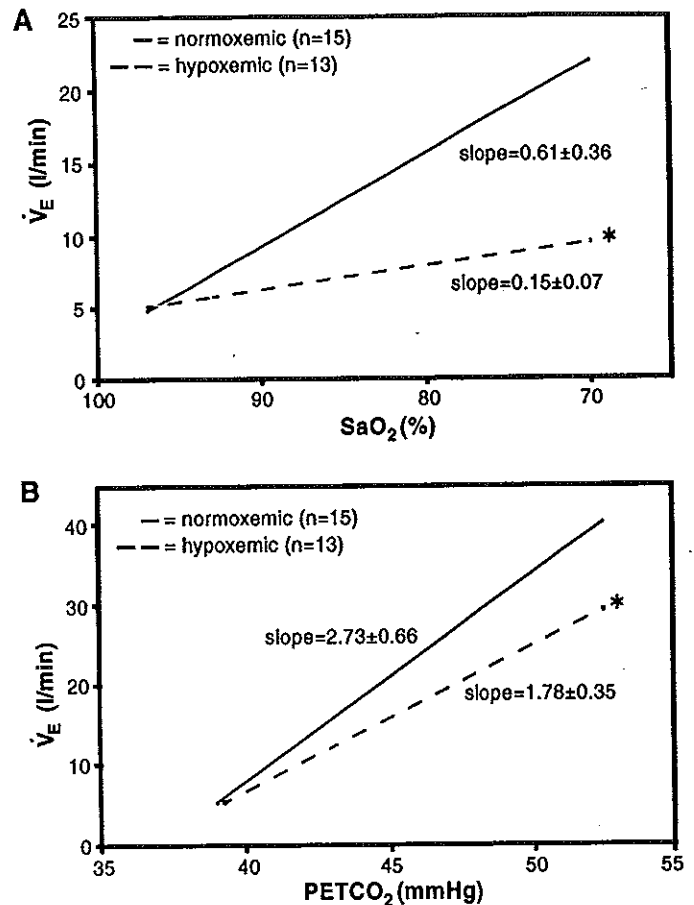 A
25
20
15
10
5
0
V̇E (l/min)
— = normoxemic (n=15)
— — = hypoxemic (n=13)
slope=0.61±0.36
*
slope=0.15±0.07
100 90 80 70
SaO2 (%)
B
40
30
20
10
0
V̇E (l/min)
— = normoxemic (n=15)
— — = hypoxemic (n=13)
slope=2.73±0.66
*
slope=1.78±0.35
35 40 45 50 55
PETCO2 (mmHg)